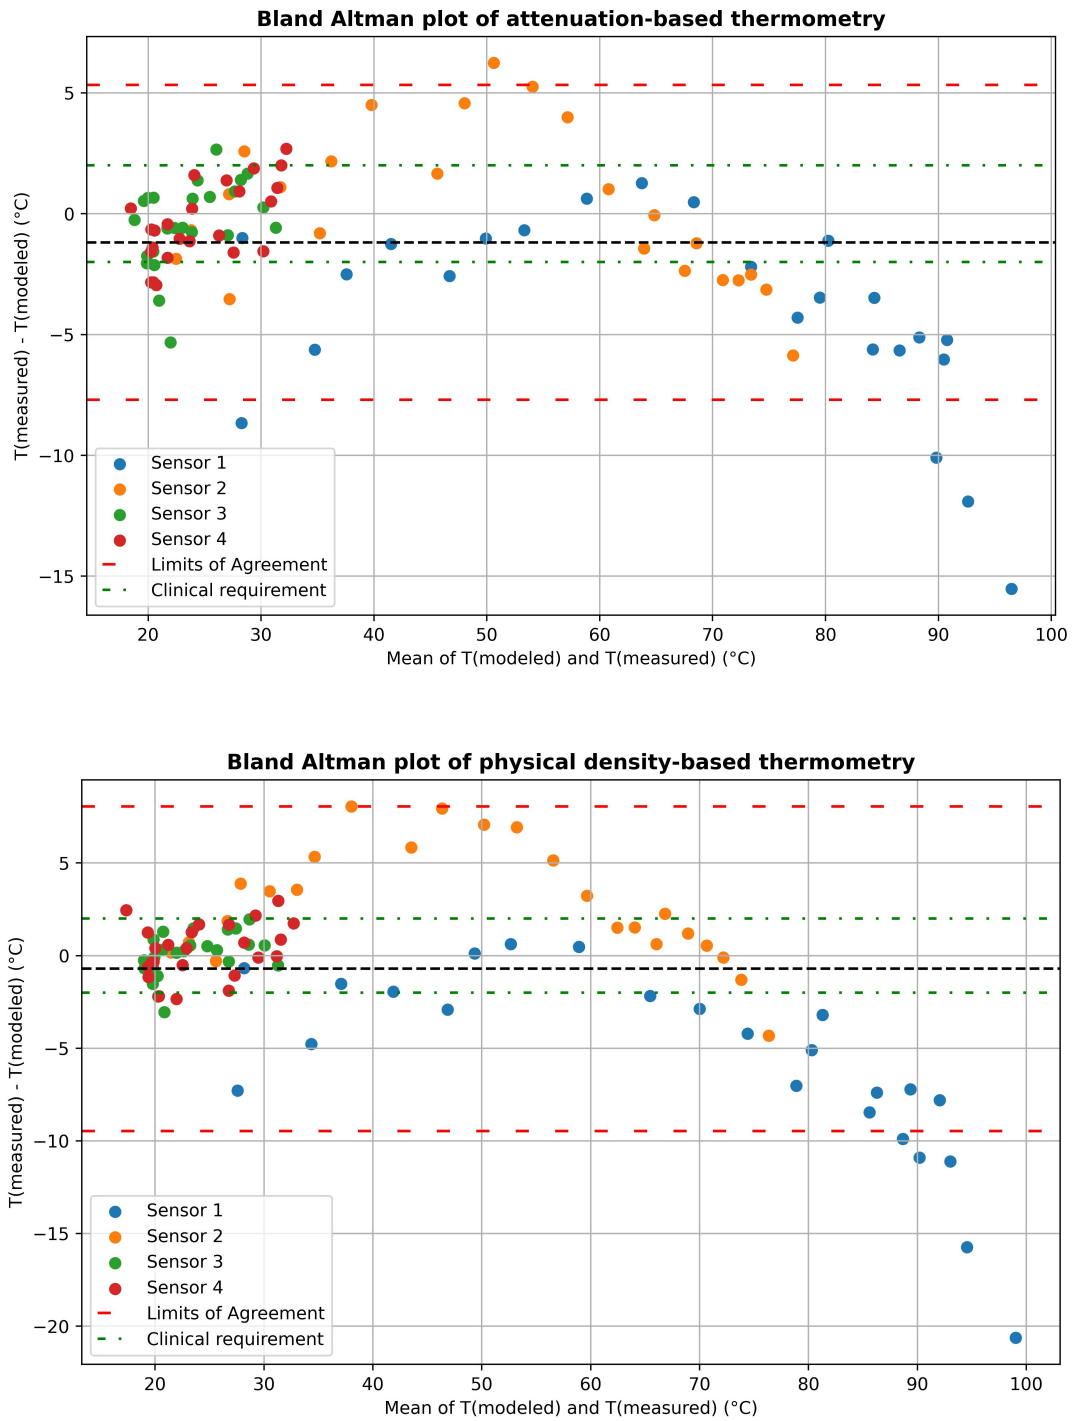 Bland Altman plot of attenuation-based thermometry
T(measured) - T(modeled) (°C)
5
0
−5
−10
−15
Sensor 1
Sensor 2
Sensor 3
Sensor 4
Limits of Agreement
Clinical requirement
20 30 40 50 60 70 80 90 100
Mean of T(modeled) and T(measured) (°C)
Bland Altman plot of physical density-based thermometry
T(measured) - T(modeled) (°C)
5
0
−5
−10
−15
−20
Sensor 1
Sensor 2
Sensor 3
Sensor 4
Limits of Agreement
Clinical requirement
20 30 40 50 60 70 80 90 100
Mean of T(modeled) and T(measured) (°C)